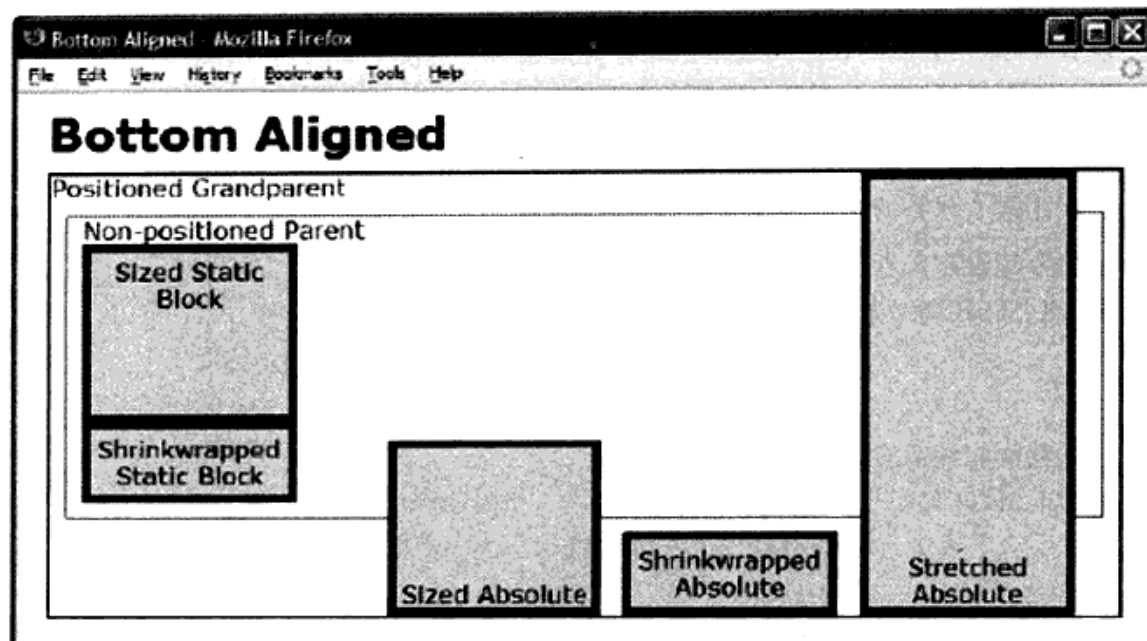 Bottom Aligned - Mozilla Firefox
File Edit View History Bookmarks Tools Help
Bottom Aligned
Positioned Grandparent
Non-positioned Parent
Sized Static
Block
Shrinkwrapped
Static Block
Sized Absolute
Shrinkwrapped
Absolute
Stretched
Absolute